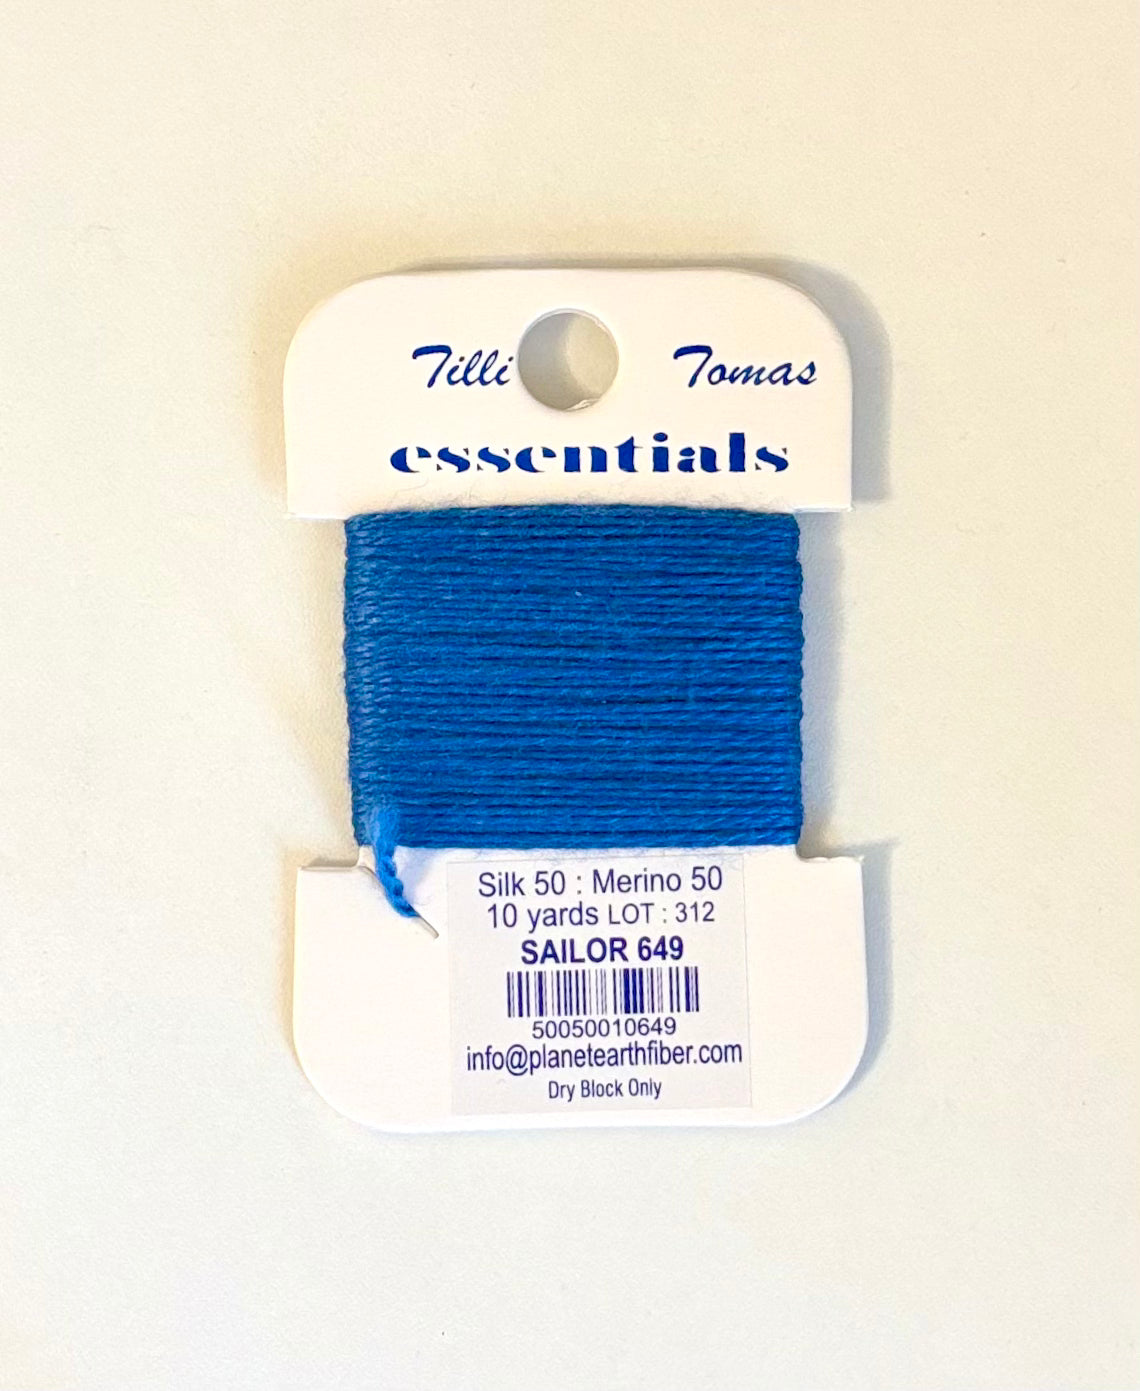 Tilli Tomas
essentials
Silk 50 : Merino 50
10 yards LOT : 312
SAILOR 649
50050010649
info@planetearthfiber.com
Dry Block Only